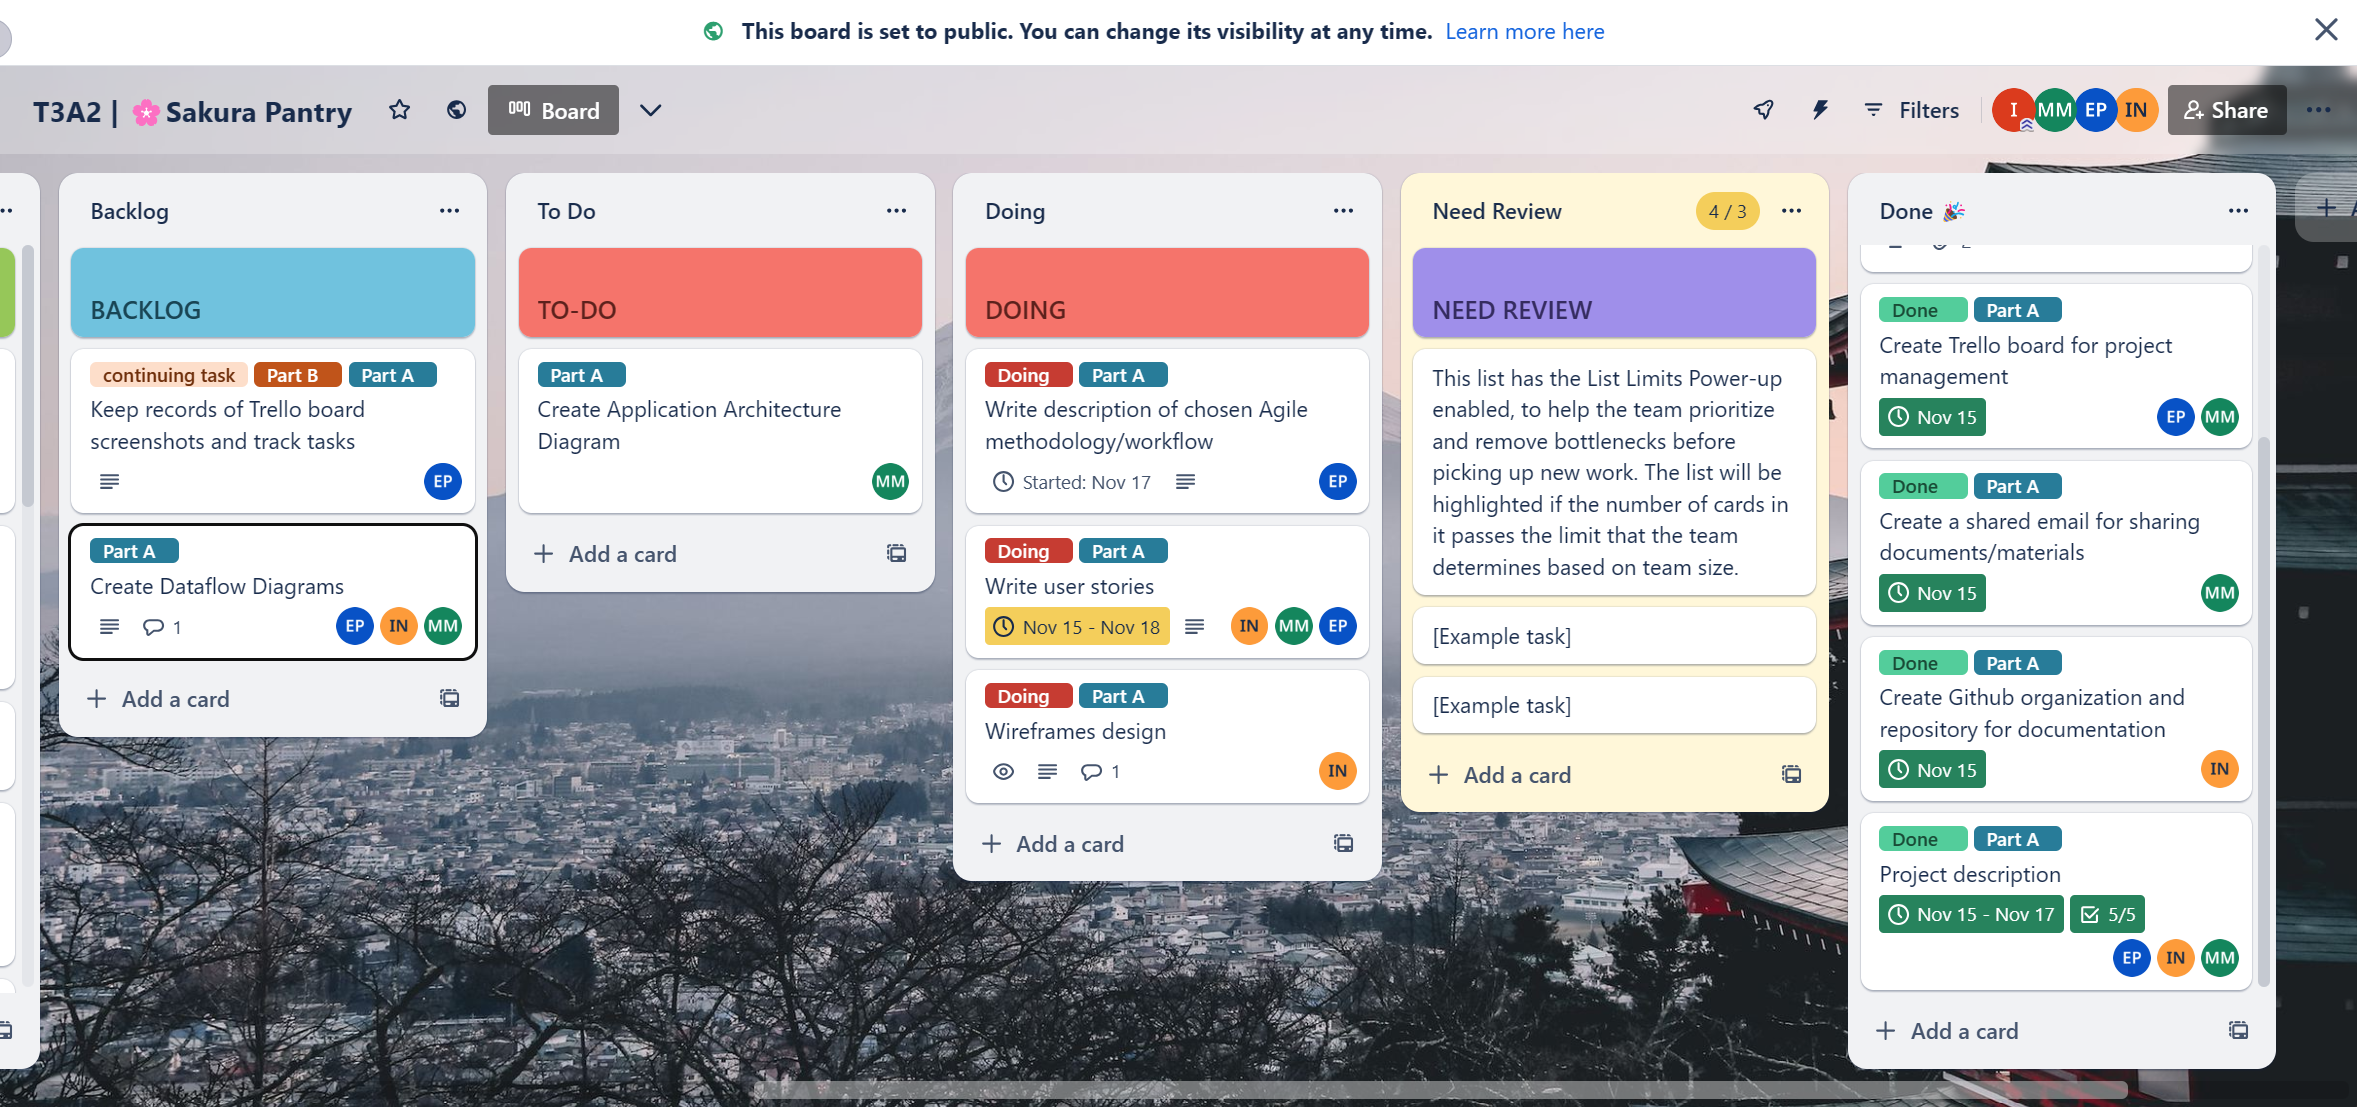 This board is set to public. You can change its visibility at any time. Learn more here
T3A2 | 🌸Sakura Pantry
Board
Filters
I
MM
EP
IN
Share
Backlog
BACKLOG
continuing task
Part B
Part A
Keep records of Trello board
screenshots and track tasks
EP
Part A
Create Dataflow Diagrams
1
EP
IN
MM
Add a card
To Do
TO-DO
Part A
Create Application Architecture
Diagram
MM
Add a card
Doing
DOING
Doing
Part A
Write description of chosen Agile
methodology/workflow
Started: Nov 17
EP
Doing
Part A
Write user stories
Nov 15 - Nov 18
IN
MM
EP
Doing
Part A
Wireframes design
1
IN
Add a card
Need Review
4 / 3
NEED REVIEW
This list has the List Limits Power-up
enabled, to help the team prioritize
and remove bottlenecks before
picking up new work. The list will be
highlighted if the number of cards in
it passes the limit that the team
determines based on team size.
[Example task]
[Example task]
Add a card
Done 🎉
Done
Part A
Create Trello board for project
management
Nov 15
EP
MM
Done
Part A
Create a shared email for sharing
documents/materials
Nov 15
MM
Done
Part A
Create Github organization and
repository for documentation
Nov 15
IN
Done
Part A
Project description
Nov 15 - Nov 17
5/5
EP
IN
MM
Add a card